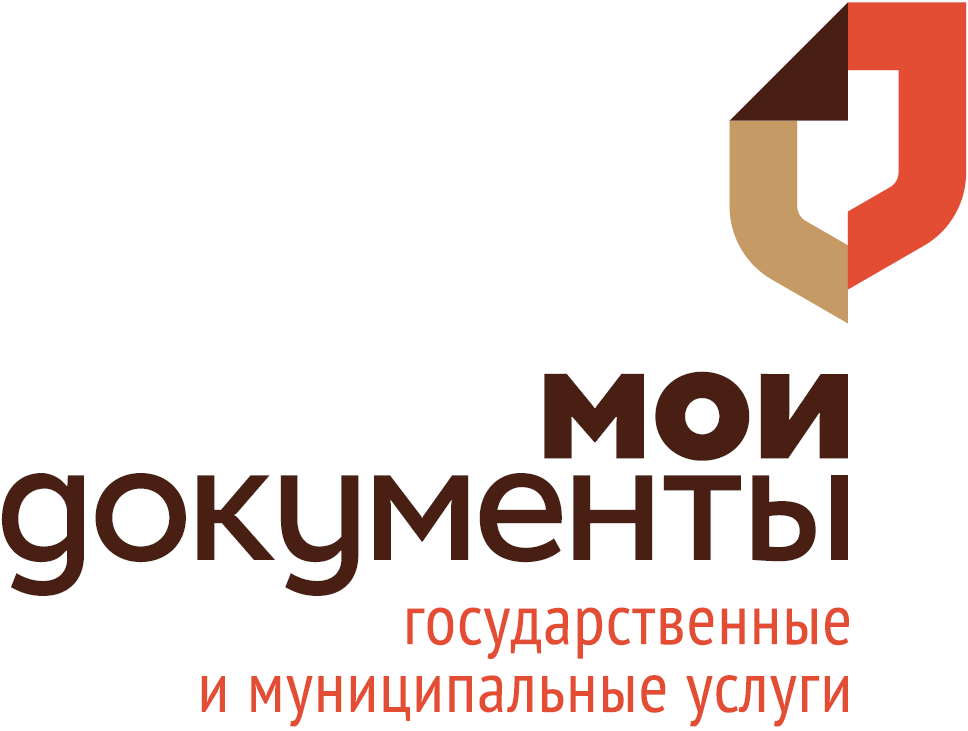 мои
документы
государственные
и муниципальные услуги